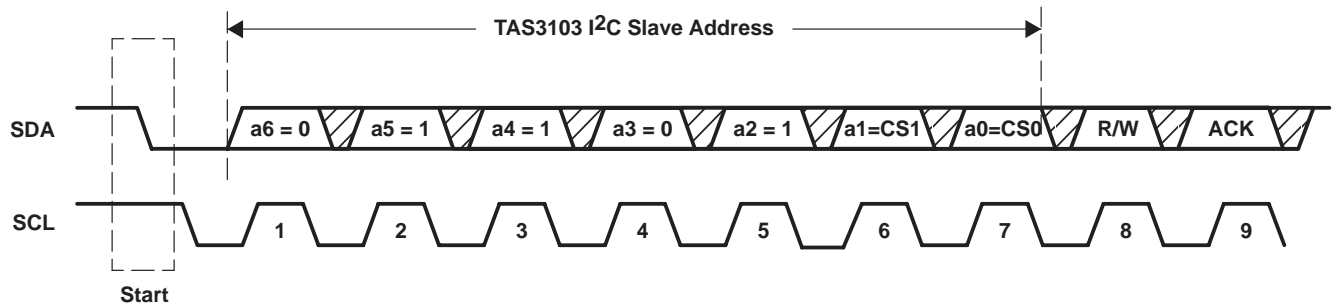 TAS3103 I2C Slave Address
SDA
a6 = 0 a5 = 1 a4 = 1 a3 = 0 a2 = 1 a1=CS1 a0=CS0 R/W ACK
SCL
1 2 3 4 5 6 7 8 9
Start